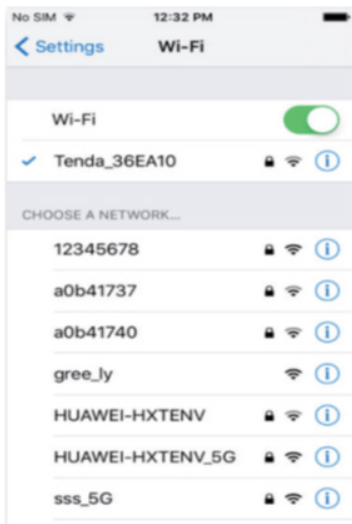 No SIM 12:32 PM
Settings Wi-Fi
Wi-Fi
Tenda_36EA10
CHOOSE A NETWORK...
12345678
a0b41737
a0b41740
gree_ly
HUAWEI-HXTENV
HUAWEI-HXTENV_5G
sss_5G